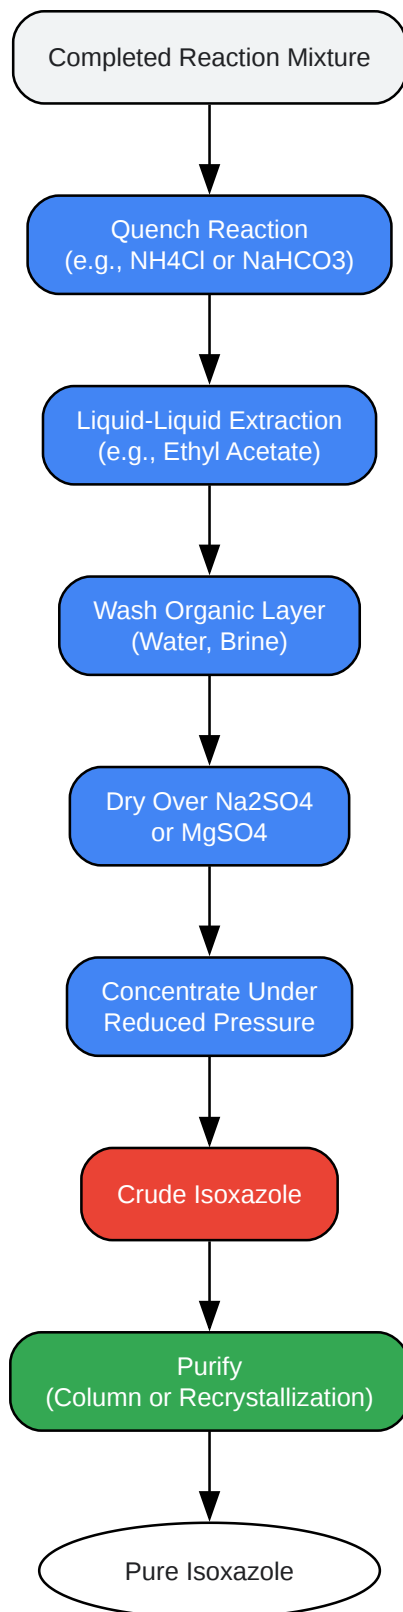 Completed Reaction Mixture
Quench Reaction
(e.g., NH4Cl or NaHCO3)
Liquid-Liquid Extraction
(e.g., Ethyl Acetate)
Wash Organic Layer
(Water, Brine)
Dry Over Na2SO4
or MgSO4
Concentrate Under
Reduced Pressure
Crude Isoxazole
Purify
(Column or Recrystallization)
Pure Isoxazole